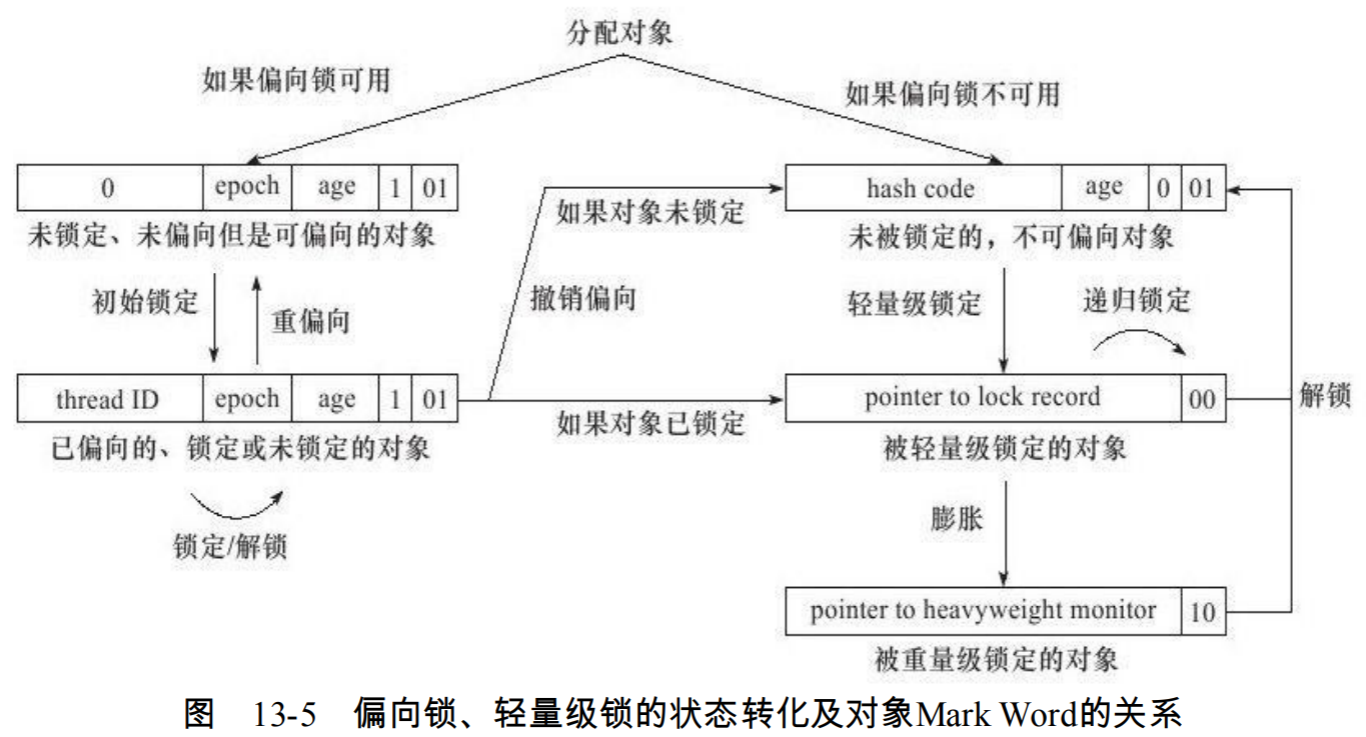 分配对象
如果偏向锁可用
如果偏向锁不可用
0 epoch age 1 01
hash code age 0 01
未锁定、未偏向但是可偏向的对象
如果对象未锁定
未被锁定的，不可偏向对象
初始锁定
重偏向
撤销偏向
轻量级锁定
递归锁定
thread ID epoch age 1 01
pointer to lock record 00
解锁
已偏向的、锁定或未锁定的对象
如果对象已锁定
被轻量级锁定的对象
锁定/解锁
膨胀
pointer to heavyweight monitor 10
被重量级锁定的对象
图 13-5 偏向锁、轻量级锁的状态转化及对象Mark Word的关系